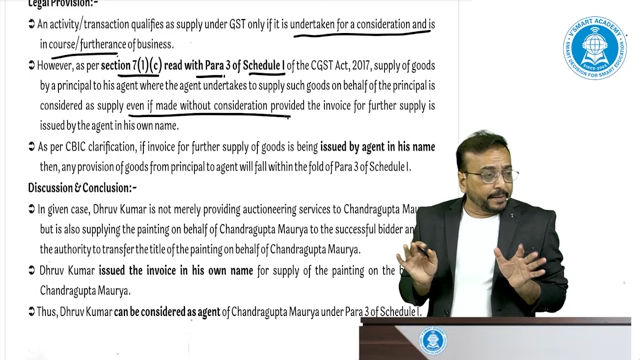 Legal Provision:-
➲ An activity/transaction qualifies as supply under GST only if it is undertaken for a consideration and is
in course/furtherance of business.
➲ However, as per section 7(1)(c) read with Para 3 of Schedule I of the CGST Act, 2017, supply of goods
by a principal to his agent where the agent undertakes to supply such goods on behalf of the principal is
considered as supply even if made without consideration provided the invoice for further supply is
issued by the agent in his own name.
➲ As per CBIC clarification, if invoice for further supply of goods is being issued by agent in his name
then, any provision of goods from principal to agent will fall within the fold of Para 3 of Schedule I.
Discussion & Conclusion:-
➲ In given case, Dhruv Kumar is not merely providing auctioneering services to Chandragupta Maurya
but is also supplying the painting on behalf of Chandragupta Maurya to the successful bidder and
the authority to transfer the title of the painting on behalf of Chandragupta Maurya.
➲ Dhruv Kumar issued the invoice in his own name for supply of the painting on the
Chandragupta Maurya.
➲ Thus, Dhruv Kumar can be considered as agent of Chandragupta Maurya under Para 3 of Schedule I.
V'SMART ACADEMY